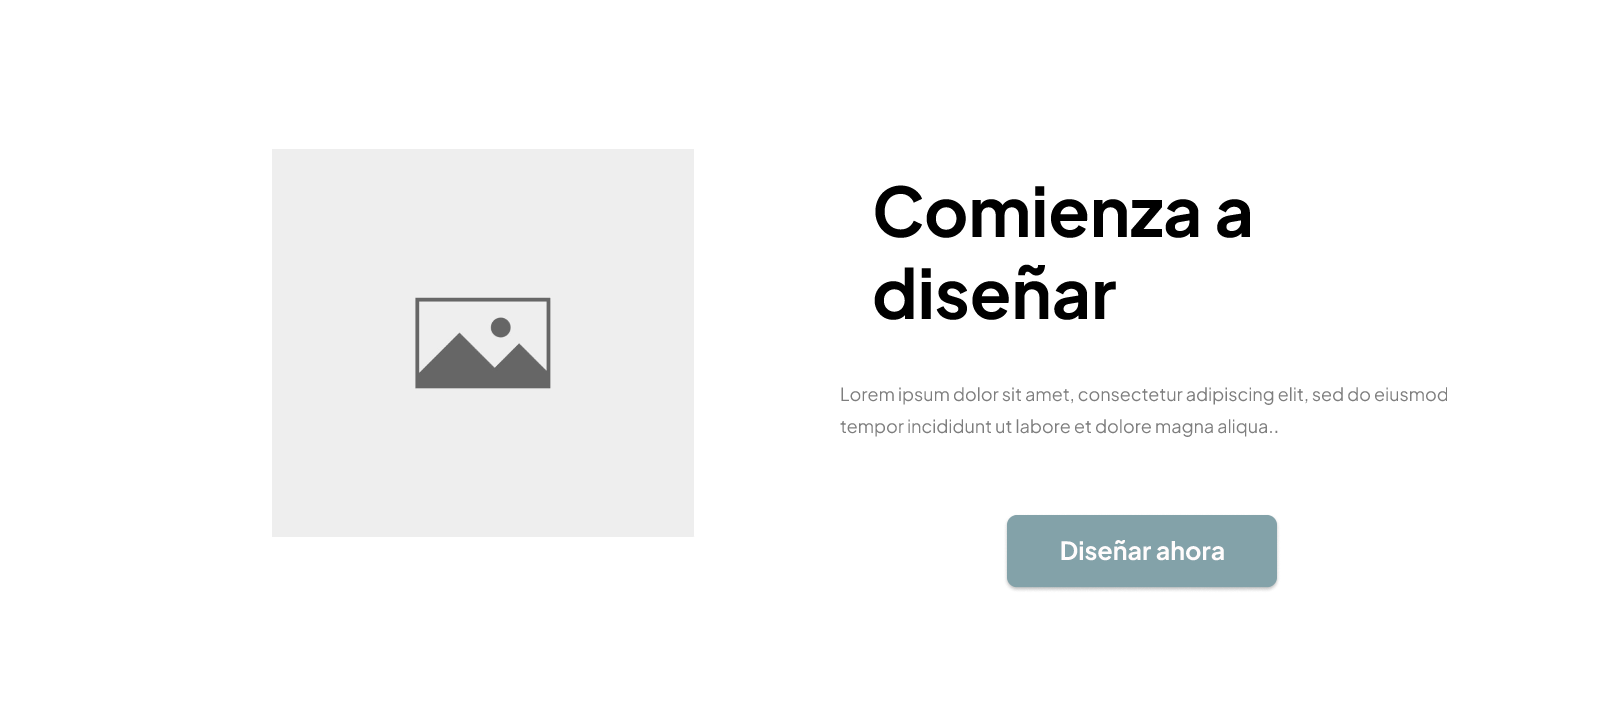 Comienza a
diseñar
Lorem ipsum dolor sit amet, consectetur adipiscing elit, sed do eiusmod
tempor incididunt ut labore et dolore magna aliqua..
Diseñar ahora